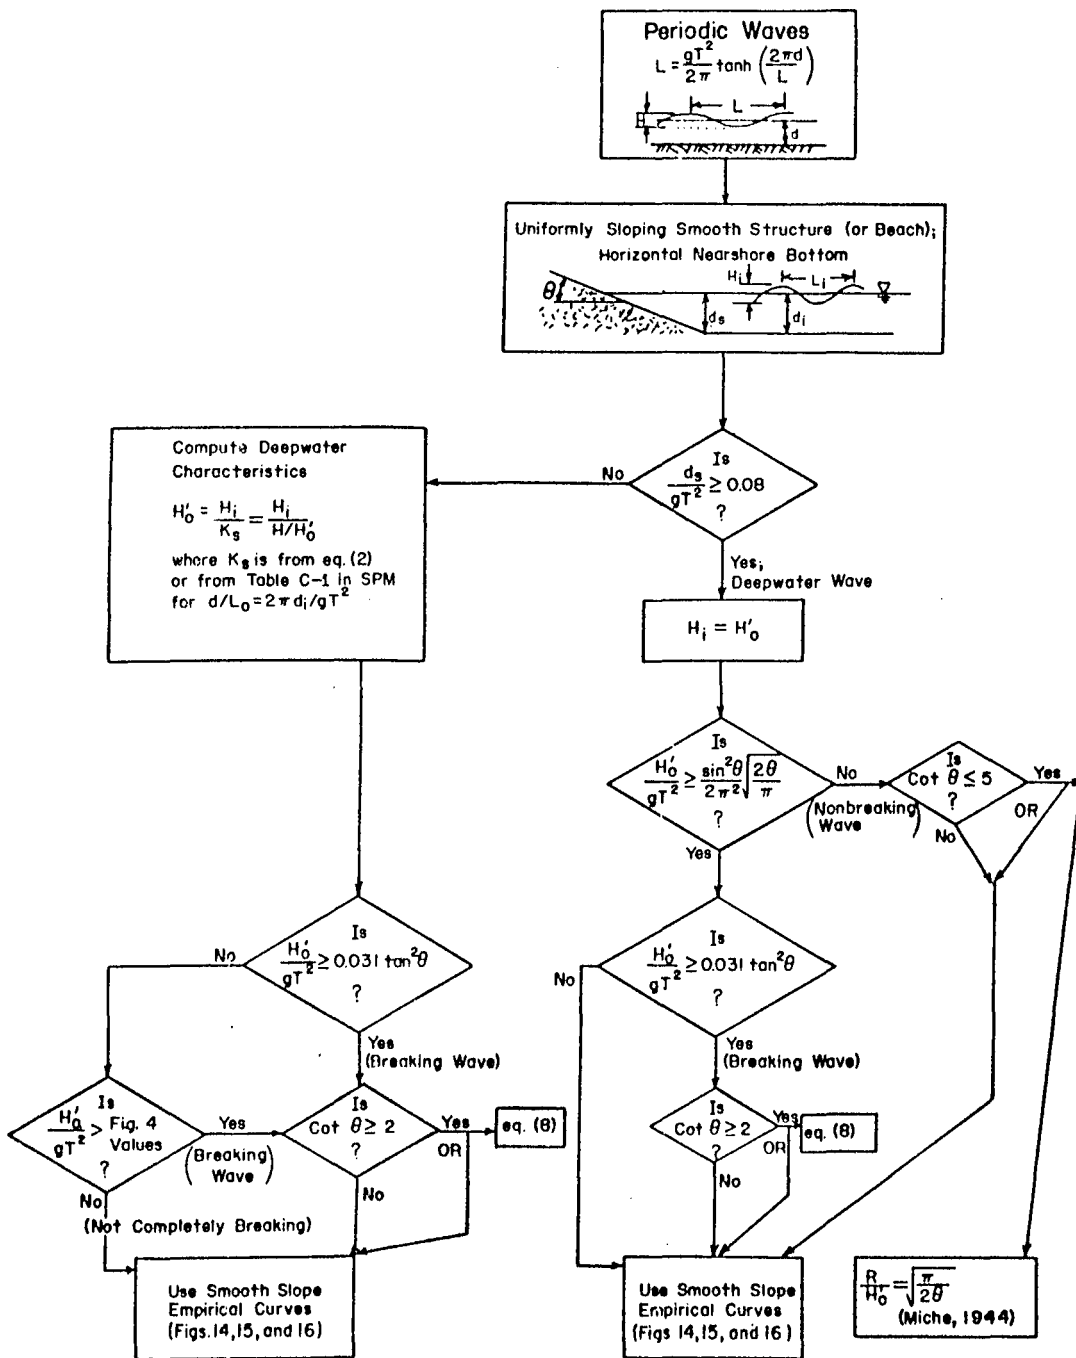 Periodic Waves
L = gT²/2π tanh (2πd/L)
L
H
d
Uniformly Sloping Smooth Structure (or Beach);
Horizontal Nearshore Bottom
Hᵢ
Lᵢ
θ
dₛ
dᵢ
Is
dₛ/gT² ≥ 0.08
?
No
Yes;
Deepwater Wave
Compute Deepwater
Characteristics
H'ₒ = Hᵢ/Kₛ = Hᵢ/H/H'ₒ
where Kₛ is from eq. (2)
or from Table C-1 in SPM
for d/Lₒ = 2πdᵢ/gT²
Hᵢ = H'ₒ
Is
H'ₒ/gT² ≥ sin²θ/2π² √2θ/π
?
No
(Nonbreaking
Wave)
Yes
Is
Cot θ ≤ 5
?
Yes
OR
No
Is
H'ₒ/gT² ≥ 0.031 tan²θ
?
No
Yes
(Breaking Wave)
Is
H'ₒ/gT² ≥ 0.031 tan²θ
?
No
Yes
(Breaking Wave)
Is
H'ₒ/gT² > Fig. 4
Values
?
Yes
(Breaking
Wave)
No
(Not Completely Breaking)
Is
Cot θ ≥ 2
?
Yes
OR
No
eq. (8)
Is
Cot θ ≥ 2
?
Yes
OR
No
eq. (8)
Use Smooth Slope
Empirical Curves
(Figs. 14, 15, and 16)
Use Smooth Slope
Empirical Curves
(Figs 14, 15, and 16)
R/H'ₒ = √π/2θ
(Miche, 1944)